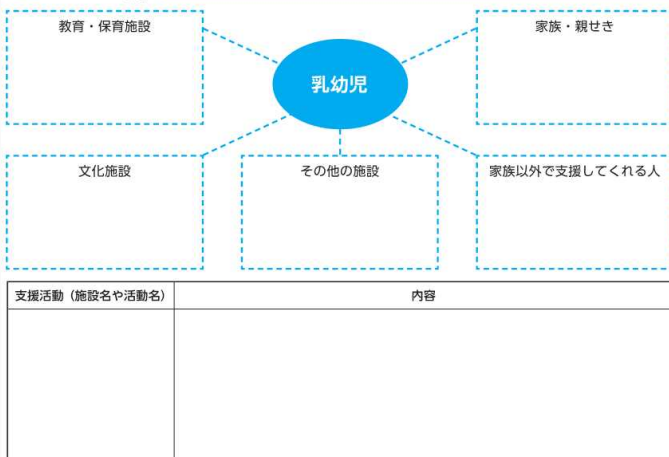 教育・保育施設
家族・親せき
乳幼児
文化施設
その他の施設
家族以外で支援してくれる人
支援活動（施設名や活動名）
内容